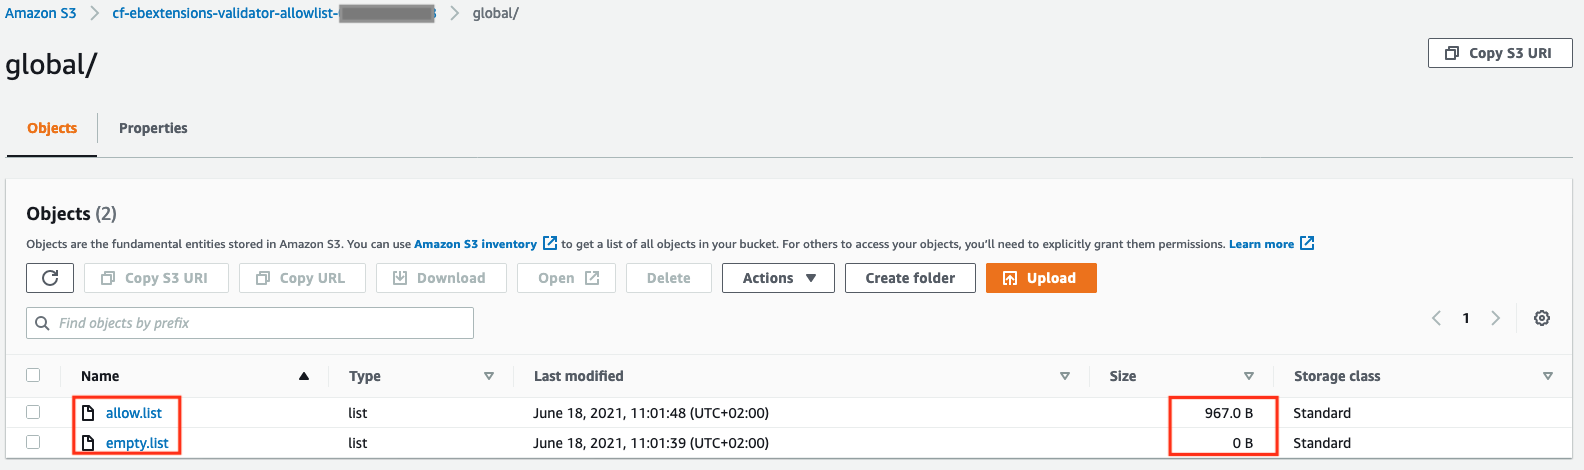 Amazon S3 > cf-ebextensions-validator-allowlist- > global/
global/
Copy S3 URI
Objects Properties
Objects (2)
Objects are the fundamental entities stored in Amazon S3. You can use Amazon S3 inventory to get a list of all objects in your bucket. For others to access your objects, you'll need to explicitly grant them permissions. Learn more
Copy S3 URI Copy URL Download Open Delete Actions Create folder Upload
Find objects by prefix 1
Name Type Last modified Size Storage class
allow.list list June 18, 2021, 11:01:48 (UTC+02:00) 967.0 B Standard
empty.list list June 18, 2021, 11:01:39 (UTC+02:00) 0 B Standard